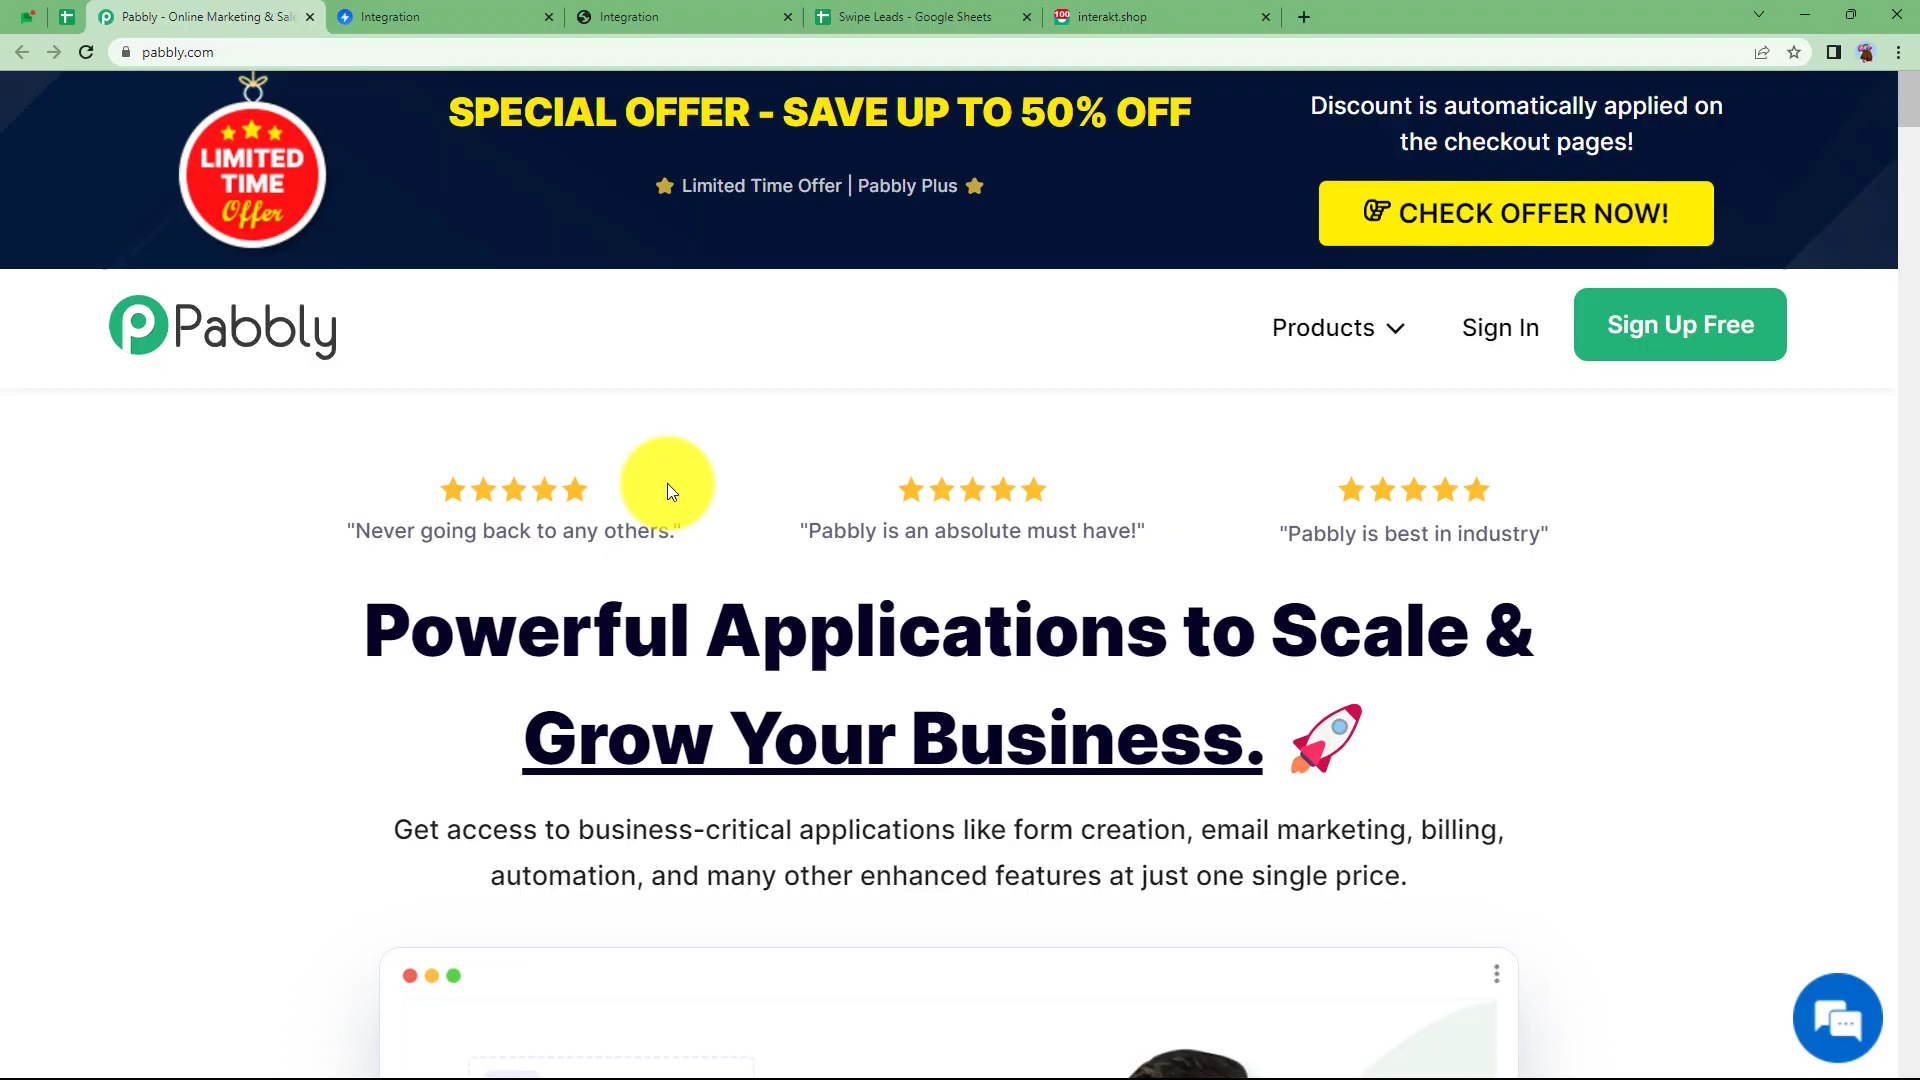 Pabbly - Online Marketing & Sale
Integration
Integration
Swipe Leads - Google Sheets
100
interakt.shop
pabbly.com
LIMITED
TIME
Offer
SPECIAL OFFER - SAVE UP TO 50% OFF
Limited Time Offer | Pabbly Plus
Discount is automatically applied on
the checkout pages!
CHECK OFFER NOW!
Pabbly
Products
Sign In
Sign Up Free
"Never going back to any others."
"Pabbly is an absolute must have!"
"Pabbly is best in industry"
Powerful Applications to Scale &
Grow Your Business.
Get access to business-critical applications like form creation, email marketing, billing,
automation, and many other enhanced features at just one single price.